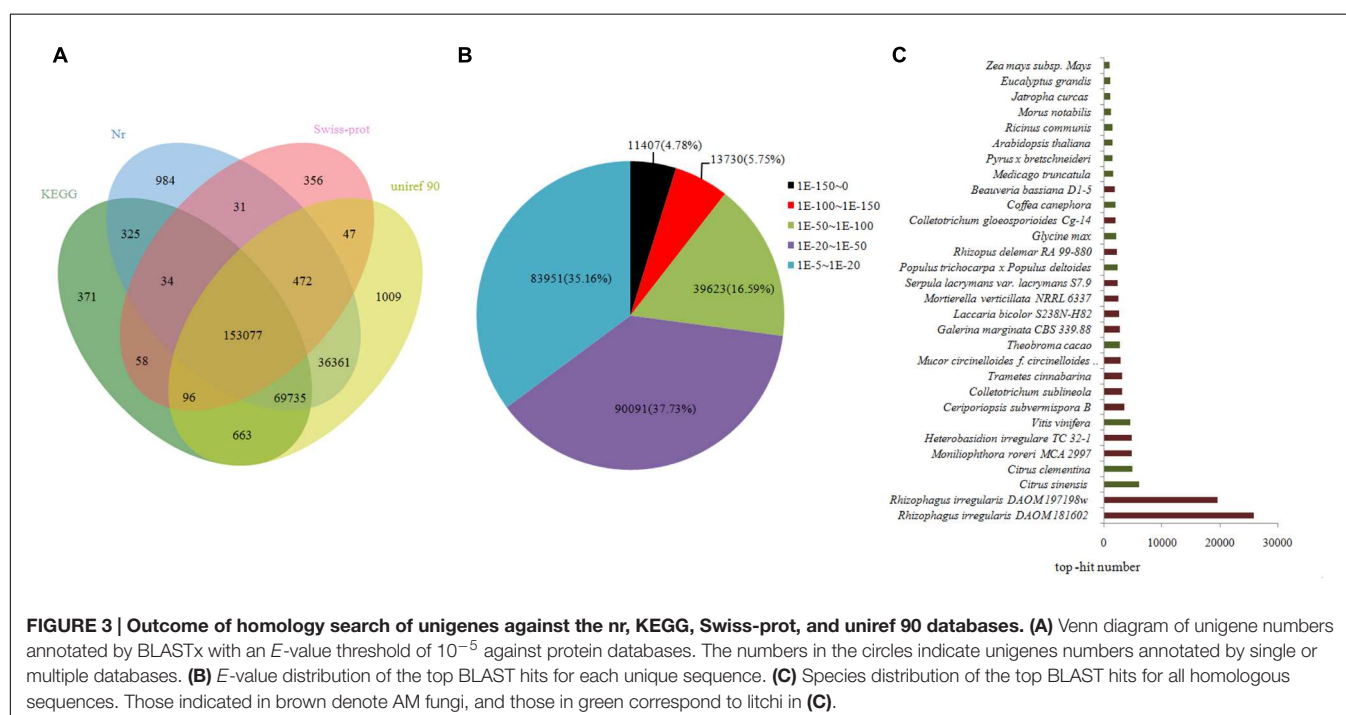 A
B
C
Nr
Swiss-prot
KEGG
uniref 90
984
356
31
325
47
34
472
371
1009
153077
58
36361
96
69735
663
11407(4.78%)
13730(5.75%)
39623(16.59%)
90091(37.73%)
83951(35.16%)
1E-150~0
1E-100~1E-150
1E-50~1E-100
1E-20~1E-50
1E-5~1E-20
Zea mays subsp. Mays
Eucalyptus grandis
Jatropha curcas
Morus notabilis
Ricinus communis
Arabidopsis thaliana
Pyrus x bretschneideri
Medicago truncatula
Beauveria bassiana D1-5
Coffea canephora
Colletotrichum gloeosporioides Cg-14
Glycine max
Rhizopus delemar RA 99-880
Populus trichocarpa x Populus deltoides
Serpula lacrymans var. lacrymans S7.9
Mortierella verticillata NRRL 6337
Laccaria bicolor S238N-H82
Galerina marginata CBS 339.88
Theobroma cacao
Mucor circinelloides f. circinelloides ..
Trametes cinnabarina
Colletotrichum sublineola
Ceriporiopsis subvermispora B
Vitis vinifera
Heterobasidion irregulare TC 32-1
Moniliophthora roreri MCA 2997
Citrus clementina
Citrus sinensis
Rhizophagus irregularis DAOM197198w
Rhizophagus irregularis DAOM181602
0 10000 20000 30000
top -hit number
FIGURE 3 | Outcome of homology search of unigenes against the nr, KEGG, Swiss-prot, and uniref 90 databases. (A) Venn diagram of unigene numbers
annotated by BLASTx with an E-value threshold of 10⁻⁵ against protein databases. The numbers in the circles indicate unigenes numbers annotated by single or
multiple databases. (B) E-value distribution of the top BLAST hits for each unique sequence. (C) Species distribution of the top BLAST hits for all homologous
sequences. Those indicated in brown denote AM fungi, and those in green correspond to litchi in (C).